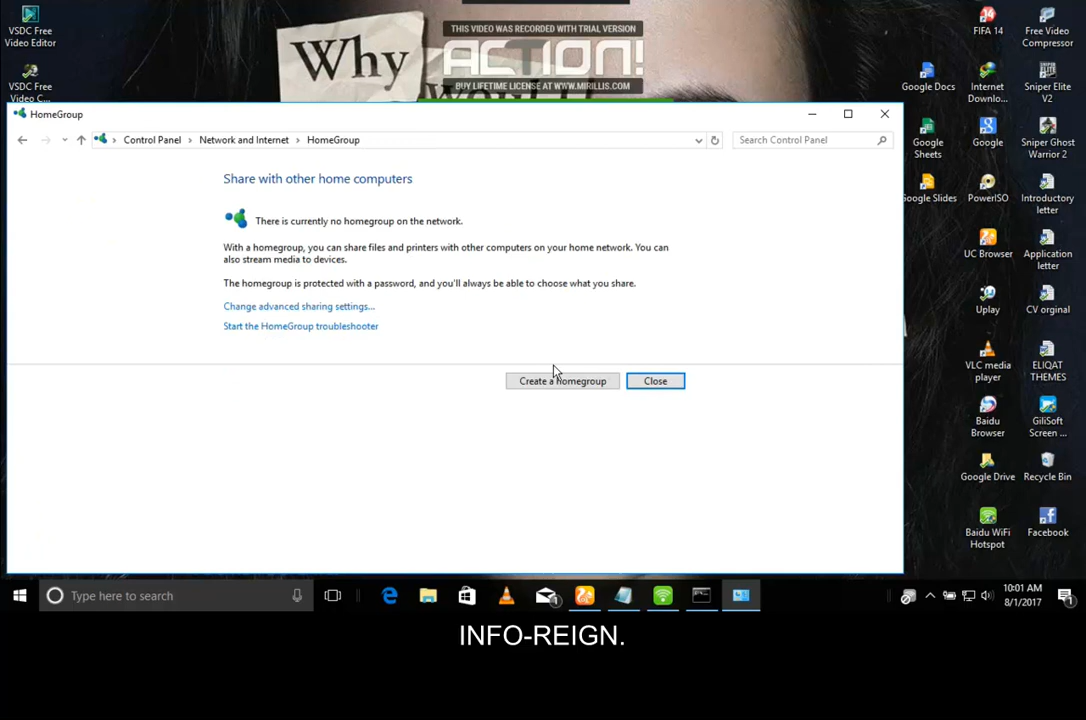 VSDC Free
Video Editor
VSDC Free
Video C...
Why
THIS VIDEO WAS RECORDED WITH TRIAL VERSION
ACTION!
BUY LIFETIME LICENSE AT WWW.MIRILLIS.COM
FIFA 14
Free Video
Compressor
Google Docs
Internet
Downlo...
Sniper Elite
V2
Google
Sheets
Google
Sniper Ghost
Warrior 2
Google Slides
PowerISO
Introductory
letter
UC Browser
Application
letter
Uplay
CV orginal
VLC media
player
ELIQAT
THEMES
Baidu
Browser
GiliSoft
Screen ...
Google Drive
Recycle Bin
Baidu WiFi
Hotspot
Facebook
HomeGroup
Control Panel > Network and Internet > HomeGroup
Search Control Panel
Share with other home computers
There is currently no homegroup on the network.
With a homegroup, you can share files and printers with other computers on your home network. You can
also stream media to devices.
The homegroup is protected with a password, and you'll always be able to choose what you share.
Change advanced sharing settings...
Start the HomeGroup troubleshooter
Create a homegroup
Close
Type here to search
1
10:01 AM
8/1/2017
1
INFO-REIGN.